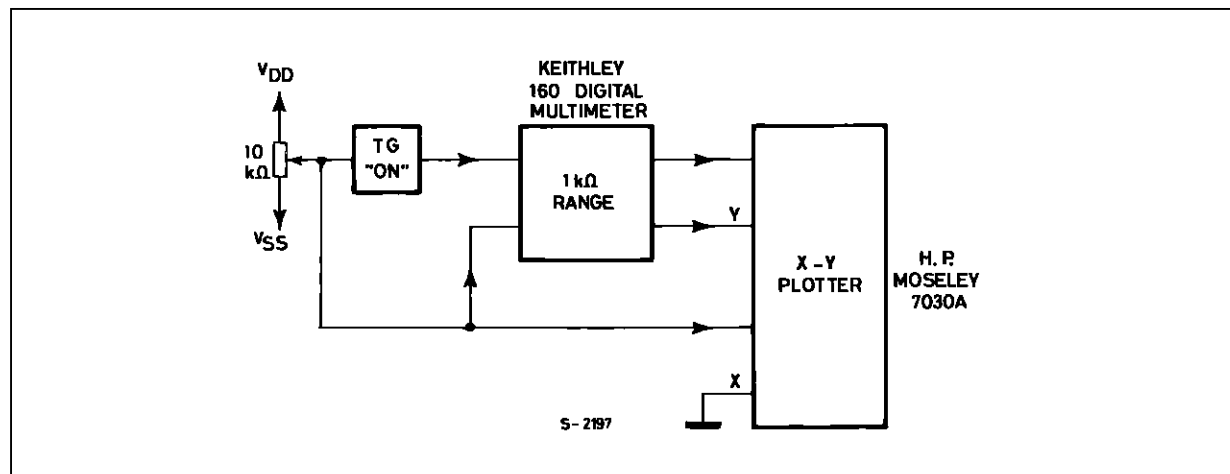 VDD
10
kΩ
VSS
TG
"ON"
KEITHLEY
160 DIGITAL
MULTIMETER
1 kΩ
RANGE
Y
X
X-Y
PLOTTER
H. P.
MOSELEY
7030A
S-2197